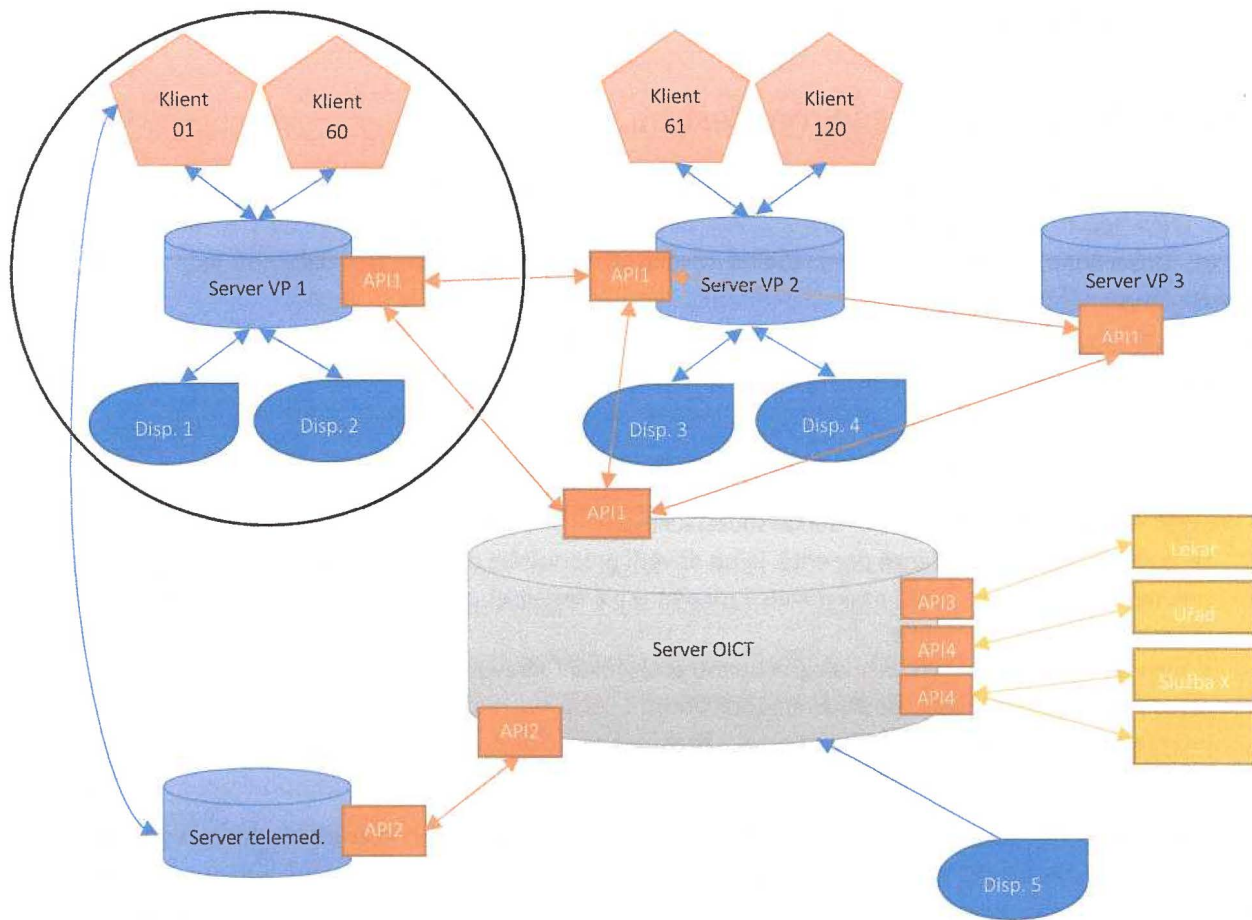 Klient
01
Klient
60
Klient
61
Klient
120
Server VP 1
API1
API1
Server VP 2
Server VP 3
API1
Disp. 1
Disp. 2
Disp. 3
Disp. 4
API1
Lékač
API3
Úřad
API4
Server OICT
Služba X
API4
API2
Server telemed.
API2
Disp. 5